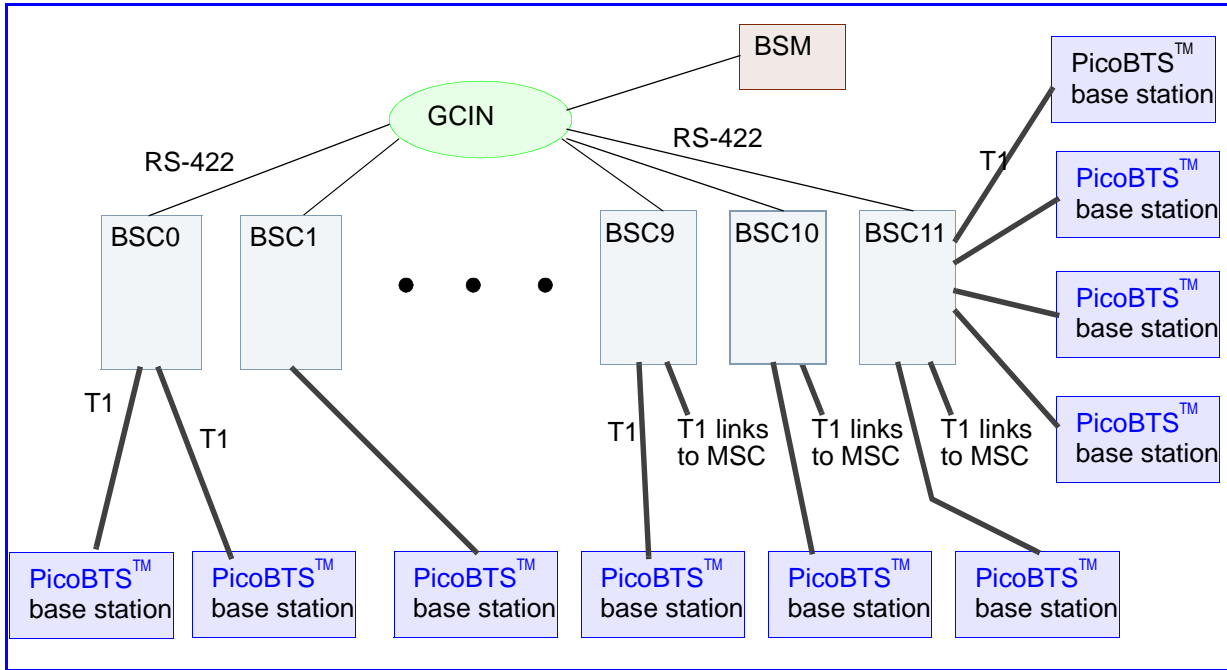 BSM
PicoBTS™
base station
GCIN
RS-422
RS-422
T1
PicoBTS™
base station
BSC0
BSC1
BSC9
BSC10
BSC11
PicoBTS™
base station
T1
T1
T1
T1 links
to MSC
T1 links
to MSC
T1 links
to MSC
PicoBTS™
base station
PicoBTS™
base station
PicoBTS™
base station
PicoBTS™
base station
PicoBTS™
base station
PicoBTS™
base station
PicoBTS™
base station